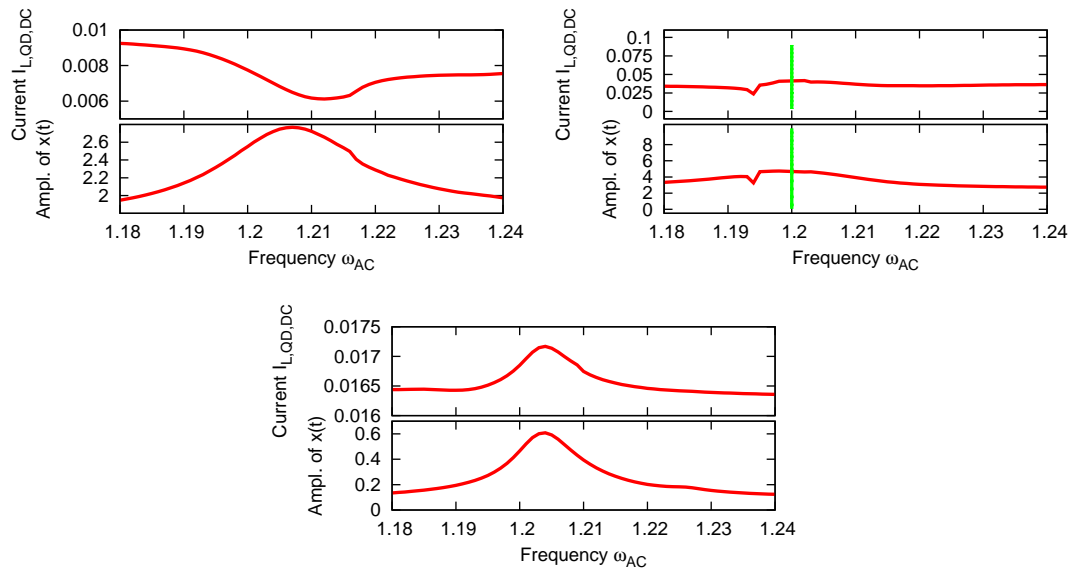 Current I_L,QD,DC
0.01
0.008
0.006
Ampl. of x(t)
2.6
2.4
2.2
2
1.18 1.19 1.2 1.21 1.22 1.23 1.24
Frequency ω_AC
Current I_L,QD,DC
0.1
0.075
0.05
0.025
0
Ampl. of x(t)
8
6
4
2
0
1.18 1.19 1.2 1.21 1.22 1.23 1.24
Frequency ω_AC
Current I_L,QD,DC
0.0175
0.017
0.0165
0.016
Ampl. of x(t)
0.6
0.4
0.2
0
1.18 1.19 1.2 1.21 1.22 1.23 1.24
Frequency ω_AC